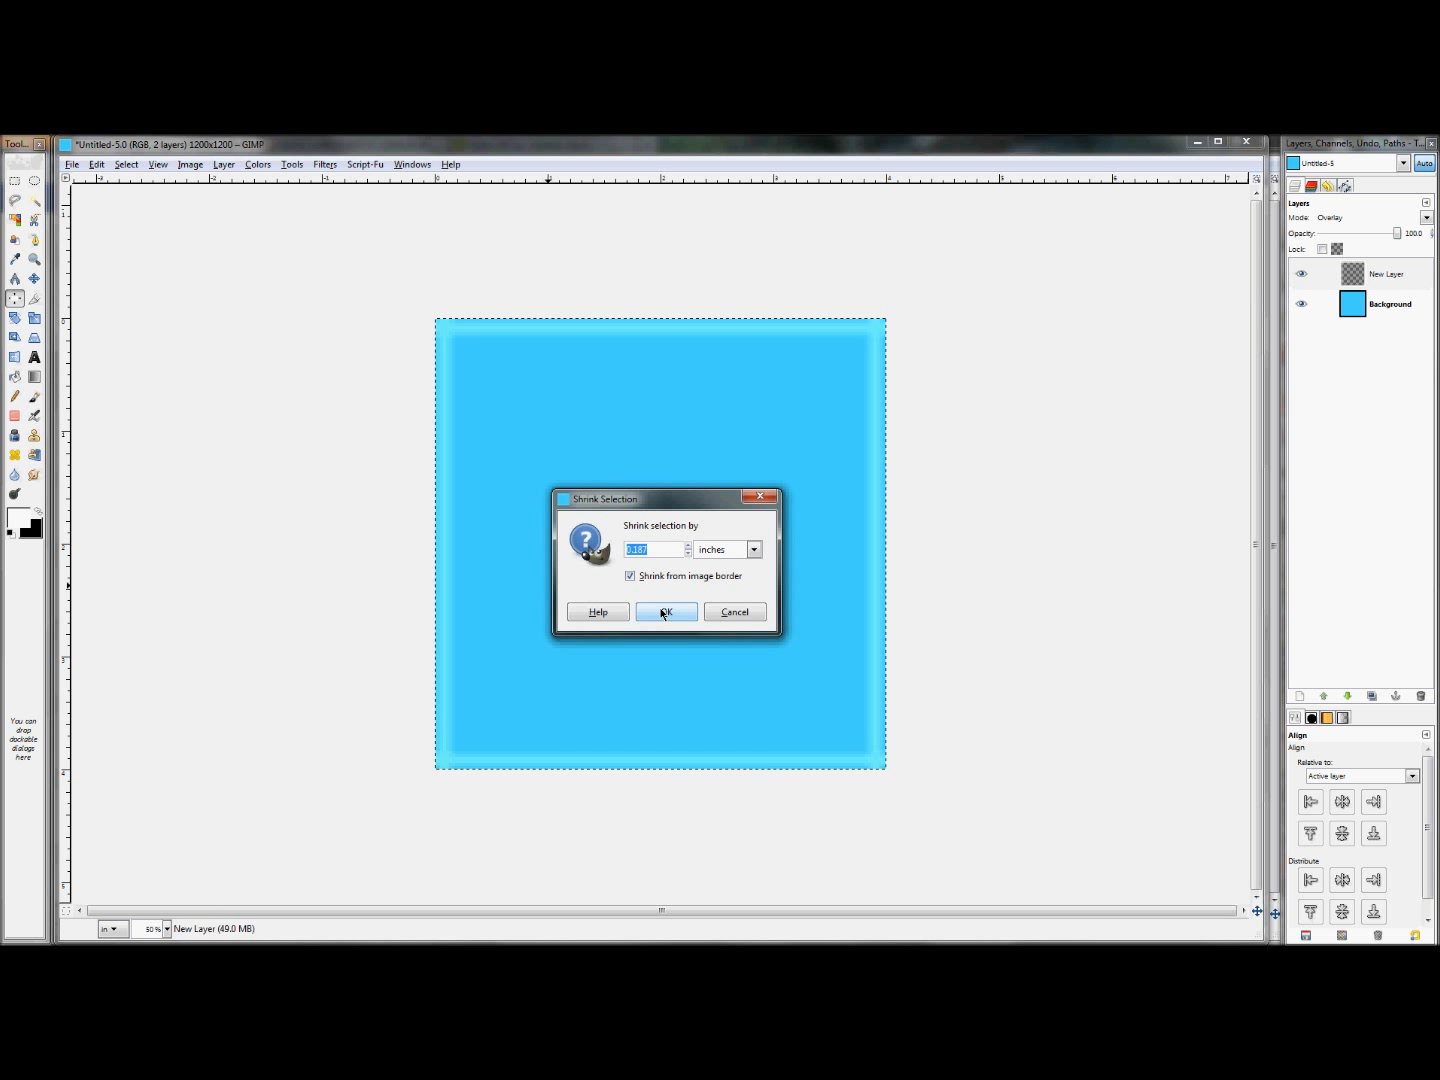 Tool...
*Untitled-5.0 (RGB, 2 layers) 1200x1200 – GIMP
Layers, Channels, Undo, Paths - T...
File Edit Select View Image Layer Colors Tools Filters Script-Fu Windows Help
Untitled-5
Auto
Layers
Mode: Overlay
Opacity: 100.0
Lock:
New Layer
Background
Shrink Selection
Shrink selection by
0.187 inches
Shrink from image border
Help OK Cancel
You can
drop
dockable
dialogs
here
Align
Align
Relative to:
Active layer
Distribute
in 50% New Layer (49.0 MB)